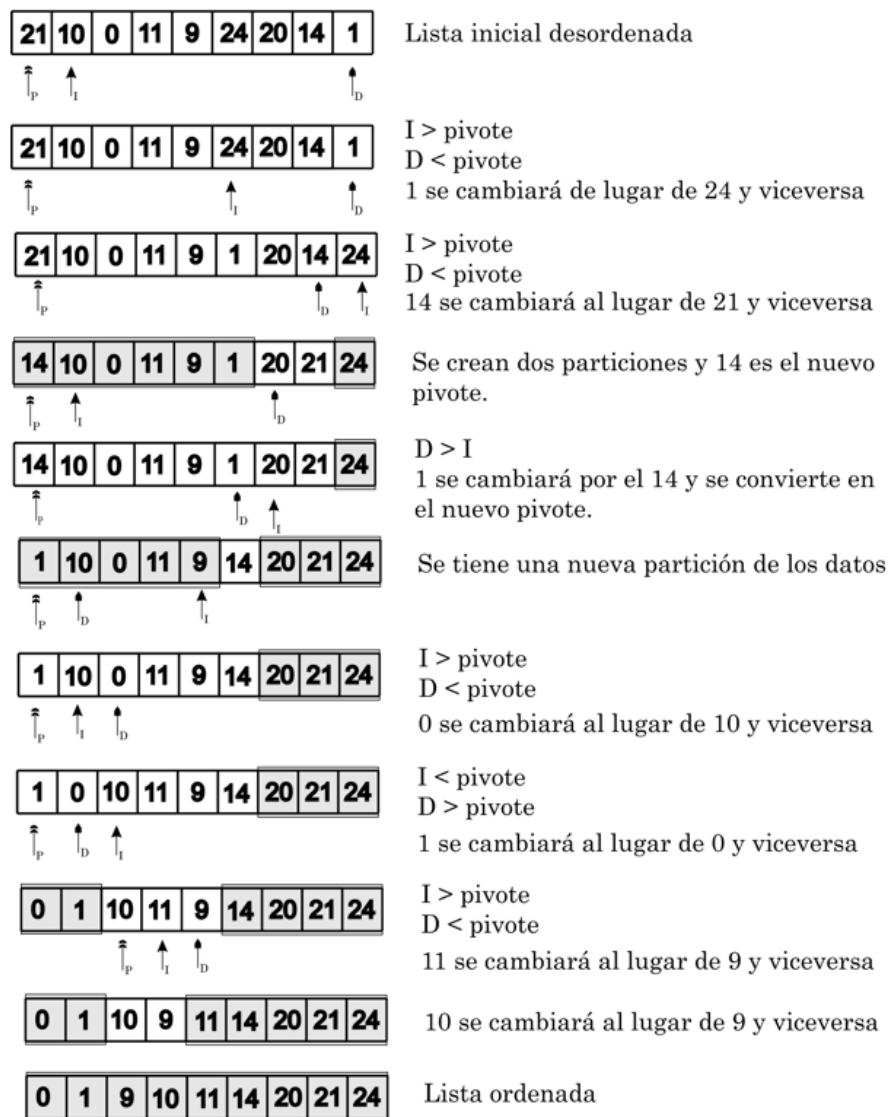 21 10 0 11 9 24 20 14 1
Lista inicial desordenada
P I D
21 10 0 11 9 24 20 14 1
I > pivote
D < pivote
1 se cambiará de lugar de 24 y viceversa
P I D
21 10 0 11 9 1 20 14 24
I > pivote
D < pivote
14 se cambiará al lugar de 21 y viceversa
P D I
14 10 0 11 9 1 20 21 24
Se crean dos particiones y 14 es el nuevo
pivote.
P I D
14 10 0 11 9 1 20 21 24
D > I
1 se cambiará por el 14 y se convierte en
el nuevo pivote.
P D I
1 10 0 11 9 14 20 21 24
Se tiene una nueva partición de los datos
P D I
1 10 0 11 9 14 20 21 24
I > pivote
D < pivote
0 se cambiará al lugar de 10 y viceversa
P I D
1 0 10 11 9 14 20 21 24
I < pivote
D > pivote
1 se cambiará al lugar de 0 y viceversa
P D I
0 1 10 11 9 14 20 21 24
I > pivote
D < pivote
11 se cambiará al lugar de 9 y viceversa
P I D
0 1 10 9 11 14 20 21 24
10 se cambiará al lugar de 9 y viceversa
0 1 9 10 11 14 20 21 24
Lista ordenada